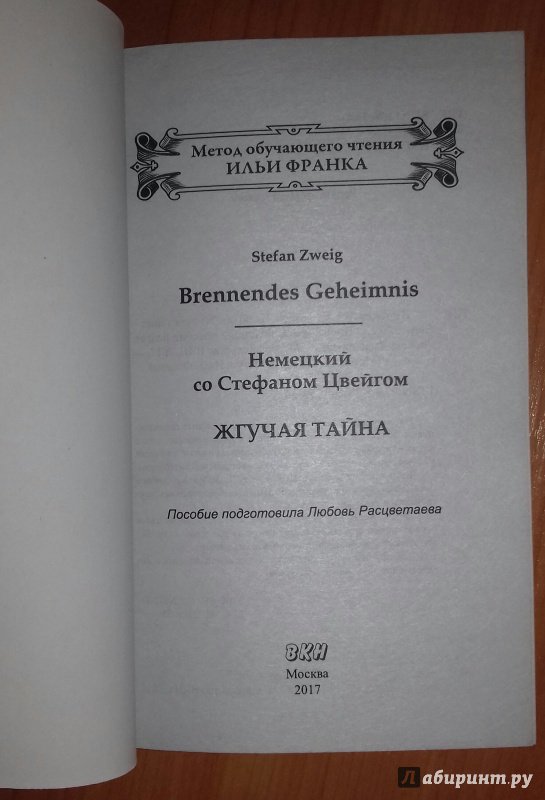 Метод обучающего чтения
ИЛЬИ ФРАНКА
Stefan Zweig
Brennendes Geheimnis
Немецкий
со Стефаном Цвейгом
ЖГУЧАЯ ТАЙНА
Пособие подготовила Любовь Расцветаева
ВКН
Москва
2017
Лабиринт.ру